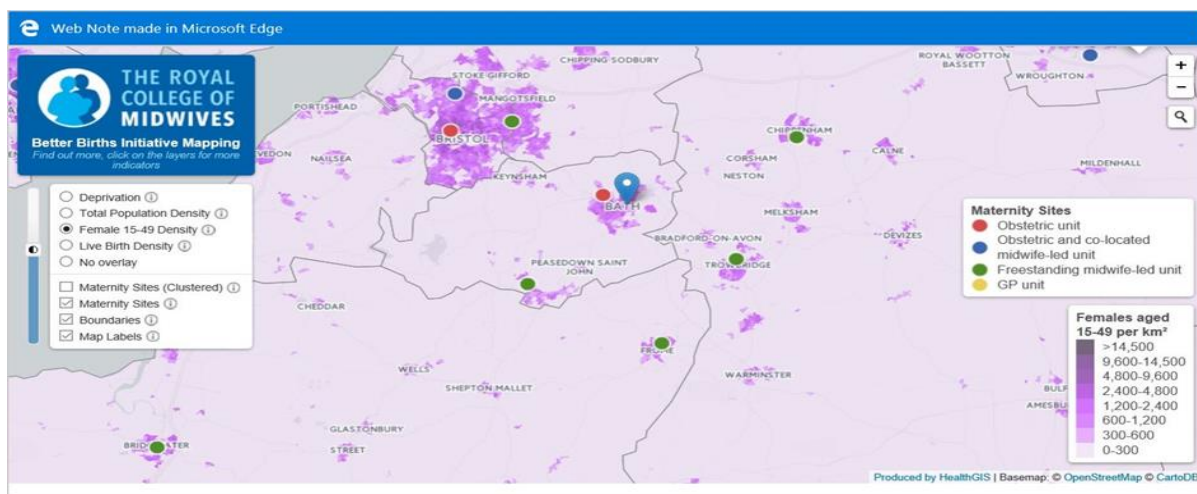 Web Note made in Microsoft Edge
THE ROYAL
COLLEGE OF
MIDWIVES
Better Births Initiative Mapping
Find out more, click on the layers for more
indicators
Deprivation
Total Population Density
Female 15-49 Density
Live Birth Density
No overlay
Maternity Sites (Clustered)
Maternity Sites
Boundaries
Map Labels
CHIPPING SODBURY
STOKE GIFFORD
ROYAL WOOTTON
BASSETT
WROUGHTON
PORTISHEAD
MANGOTSFIELD
BRISTOL
CHIPPENHAM
CALNE
NAILSEA
CORSHAM
NESTON
MILDENHALL
KEYNSHAM
BATH
MELKSHAM
DEVIZES
BRADFORD-ON-AVON
TROWBRIDGE
PEASEDOWN SAINT
JOHN
CHEDDAR
FROME
WELLS
SHEPTON MALLET
WARMINSTER
GLASTONBURY
STREET
+
−
Maternity Sites
Obstetric unit
Obstetric and co-located
midwife-led unit
Freestanding midwife-led unit
GP unit
Females aged
15-49 per km²
>14,500
9,600-14,500
4,800-9,600
2,400-4,800
1,200-2,400
600-1,200
300-600
0-300
Produced by HealthGIS | Basemap: © OpenStreetMap © CartoDB